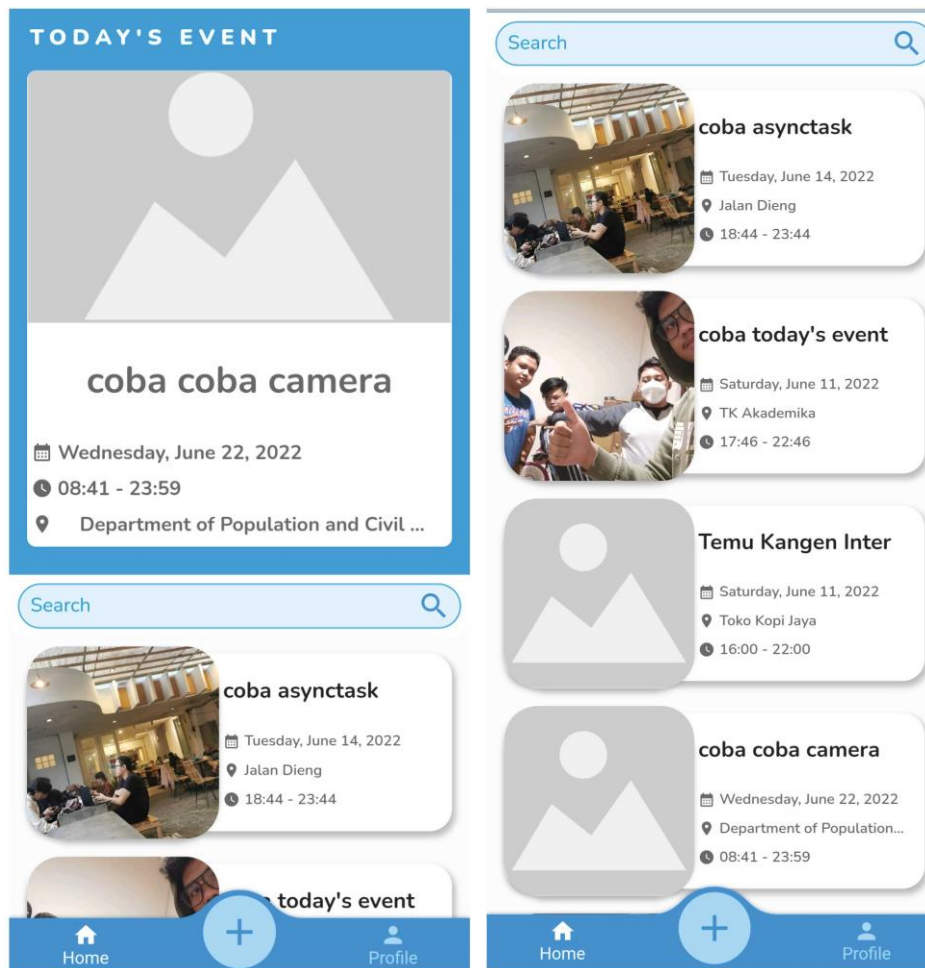 TODAY'S EVENT
coba coba camera
Wednesday, June 22, 2022
08:41 - 23:59
Department of Population and Civil ...
Search
coba asynctask
Tuesday, June 14, 2022
Jalan Dieng
18:44 - 23:44
today's event
Home
Profile
Search
coba asynctask
Tuesday, June 14, 2022
Jalan Dieng
18:44 - 23:44
coba today's event
Saturday, June 11, 2022
TK Akademika
17:46 - 22:46
Temu Kangen Inter
Saturday, June 11, 2022
Toko Kopi Jaya
16:00 - 22:00
coba coba camera
Wednesday, June 22, 2022
Department of Population...
08:41 - 23:59
Home
Profile